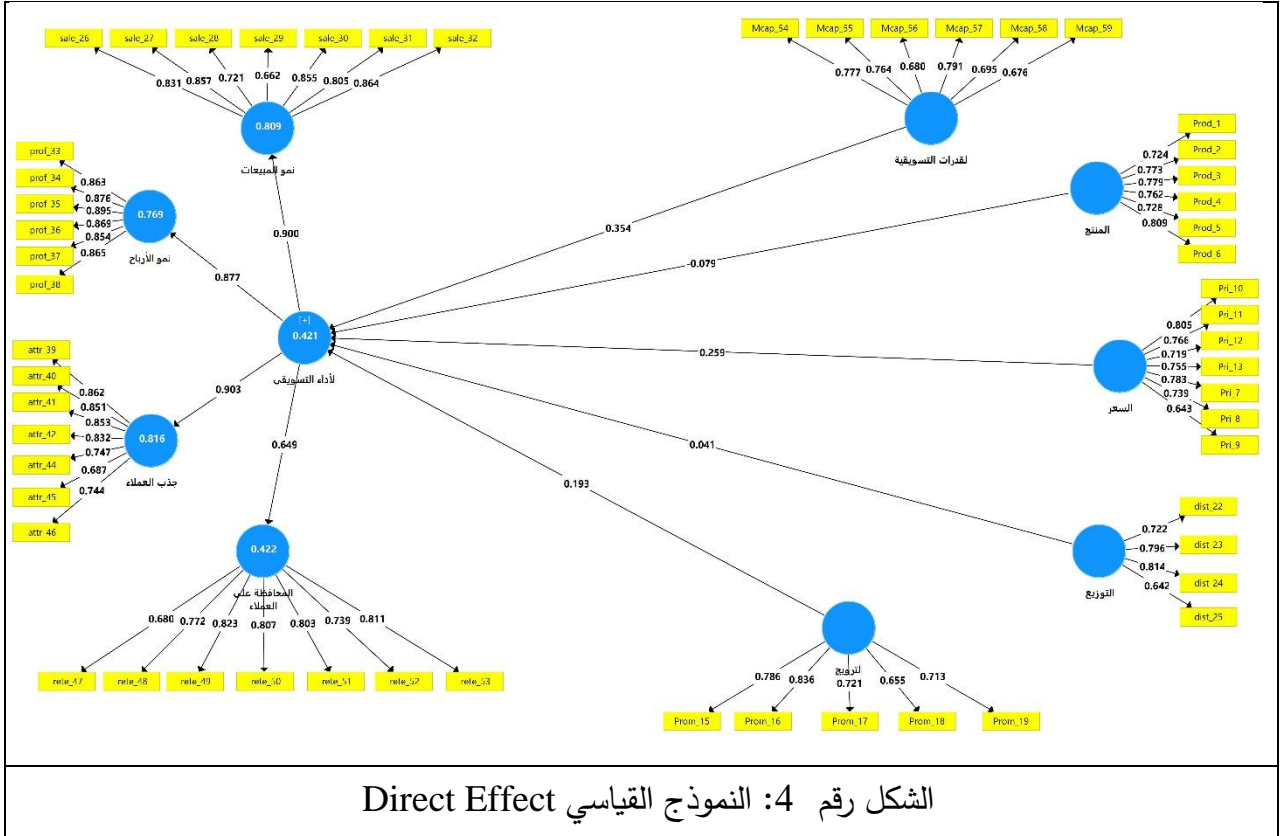 sale_26 sale_27 sale_28 sale_29 sale_30 sale_31 sale_32
0.831 0.857 0.721 0.662 0.855 0.805 0.864
0.809
نمو المبيعات
Mcap_54 Mcap_55 Mcap_56 Mcap_57 Mcap_58 Mcap_59
0.777 0.764 0.680 0.791 0.695 0.676
لقدرات التسويقية
Prod_1
Prod_2
Prod_3
Prod_4
Prod_5
Prod_6
0.724
0.773
0.779
0.762
0.728
0.809
المنتج
prof_33
prof_34
prof_35
prof_36
prof_37
prof_38
0.863
0.876
0.895
0.869
0.854
0.865
0.769
نمو الأرباح
0.900
0.877
0.354
-0.079
Pri_10
Pri_11
Pri_12
Pri_13
Pri_7
Pri_8
Pri_9
0.805
0.766
0.719
0.755
0.783
0.739
0.643
السعر
[+]
0.421
لأداء التسويقي
0.259
attr_39
attr_40
attr_41
attr_42
attr_44
attr_45
attr_46
0.862
0.851
0.853
0.832
0.747
0.687
0.744
0.816
جذب العملاء
0.903
0.649
0.041
0.193
dist_22
dist_23
dist_24
dist_25
0.722
0.796
0.814
0.642
التوزيع
0.422
المحافظة على
العملاء
0.680 0.772 0.823 0.807 0.803 0.739 0.811
rete_47 rete_48 rete_49 rete_50 rete_51 rete_52 rete_53
لترويج
0.786 0.836 0.721 0.655 0.713
Prom_15 Prom_16 Prom_17 Prom_18 Prom_19
الشكل رقم 4: النموذج القياسي Direct Effect